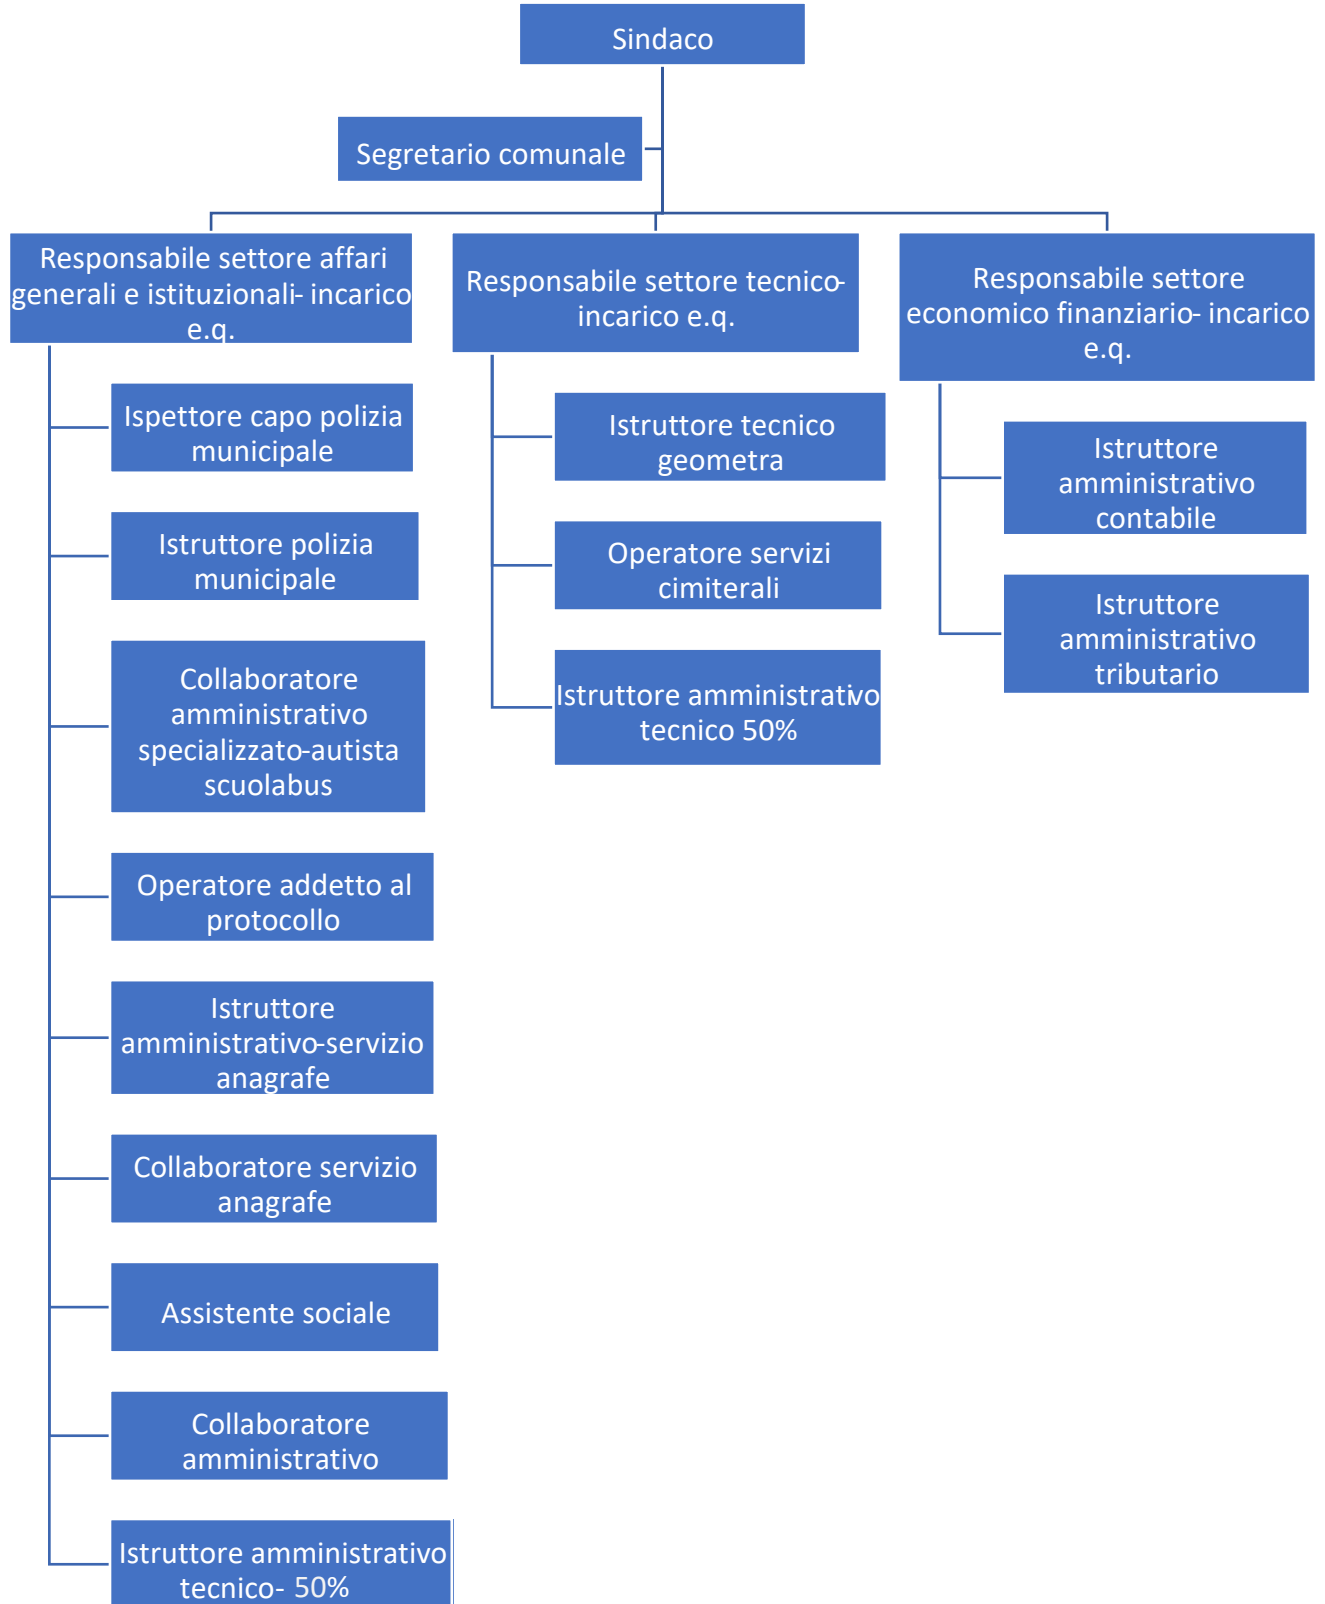 Sindaco
Segretario comunale
Responsabile settore affari
generali e istituzionali- incarico
e.q.
Ispettore capo polizia
municipale
Istruttore polizia
municipale
Collaboratore
amministrativo
specializzato-autista
scuolabus
Operatore addetto al
protocollo
Istruttore
amministrativo-servizio
anagrafe
Collaboratore servizio
anagrafe
Assistente sociale
Collaboratore
amministrativo
Istruttore amministrativo
tecnico- 50%
Responsabile settore tecnico-
incarico e.q.
Istruttore tecnico
geometra
Operatore servizi
cimiterali
Istruttore amministrativo
tecnico 50%
Responsabile settore
economico finanziario- incarico
e.q.
Istruttore
amministrativo
contabile
Istruttore
amministrativo
tributario